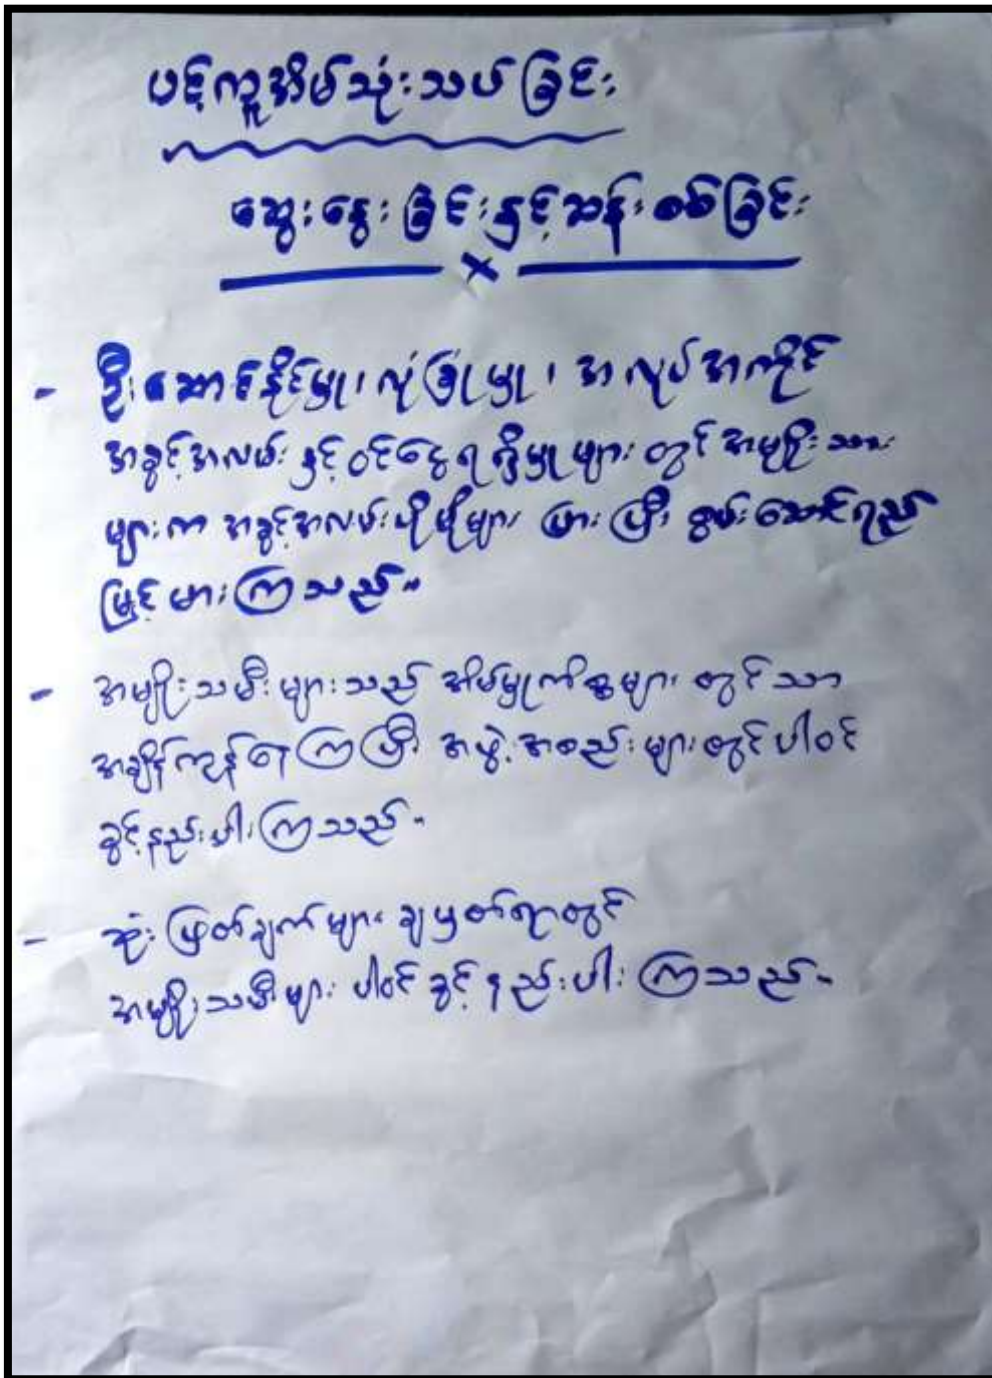 ပင့်ကူအိမ်သုံးသပ်ခြင်း
ဆွေးနွေးခြင်းနှင့်ဆန်းစစ်ခြင်း
- ဦးဆောင်နိုင်မှု၊ လုံခြုံမှု၊ အလုပ်အကိုင်
အခွင့်အလမ်းနှင့်ဝင်ငွေရရှိမှုများတွင် အမျိုးသား
များက အခွင့်အလမ်းပိုမိုများပြားပြီး စွမ်းဆောင်ရည်
မြင့်မားကြသည်။
- အမျိုးသမီးများသည် အိမ်မှုကိစ္စများတွင်သာ
အချိန်ကုန်နေကြပြီး အဖွဲ့အစည်းများတွင်ပါဝင်
ခွင့်နည်းပါးကြသည်။
- ဆုံးဖြတ်ချက်များချမှတ်ရာတွင်
အမျိုးသမီးများ ပါဝင်ခွင့်နည်းပါးကြသည်။